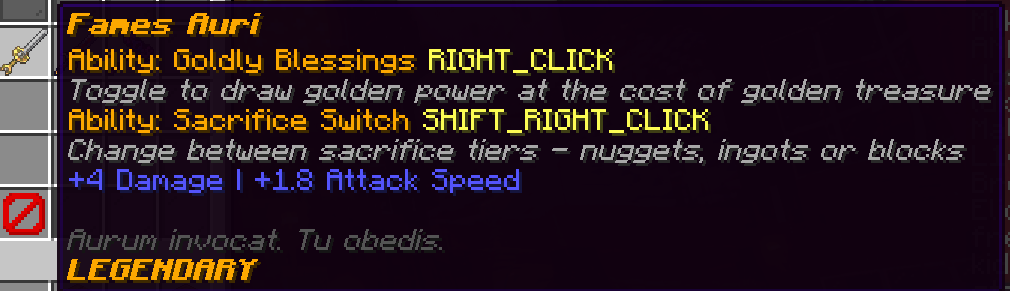 Fames Auri
Ability: Goldly Blessings RIGHT_CLICK
Toggle to draw golden power at the cost of golden treasure
Ability: Sacrifice Switch SHIFT_RIGHT_CLICK
Change between sacrifice tiers - nuggets, ingots or blocks
+4 Damage | +1.8 Attack Speed
Aurum invocat. Tu obedis.
LEGENDARY